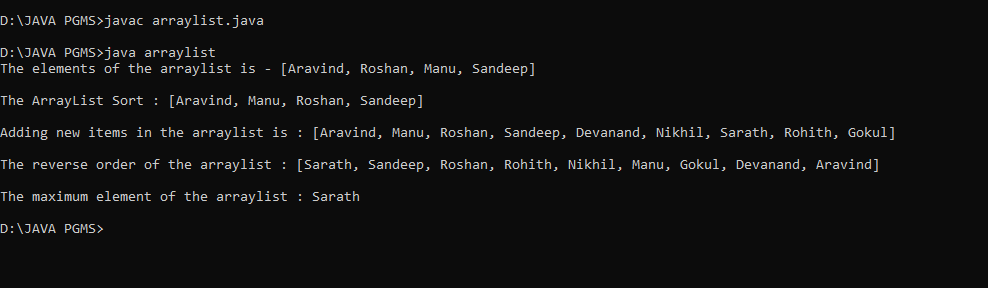 D:\JAVA PGMS>javac arraylist.java
D:\JAVA PGMS>java arraylist
The elements of the arraylist is - [Aravind, Roshan, Manu, Sandeep]
The ArrayList Sort : [Aravind, Manu, Roshan, Sandeep]
Adding new items in the arraylist is : [Aravind, Manu, Roshan, Sandeep, Devanand, Nikhil, Sarath, Rohith, Gokul]
The reverse order of the arraylist : [Sarath, Sandeep, Roshan, Rohith, Nikhil, Manu, Gokul, Devanand, Aravind]
The maximum element of the arraylist : Sarath
D:\JAVA PGMS>